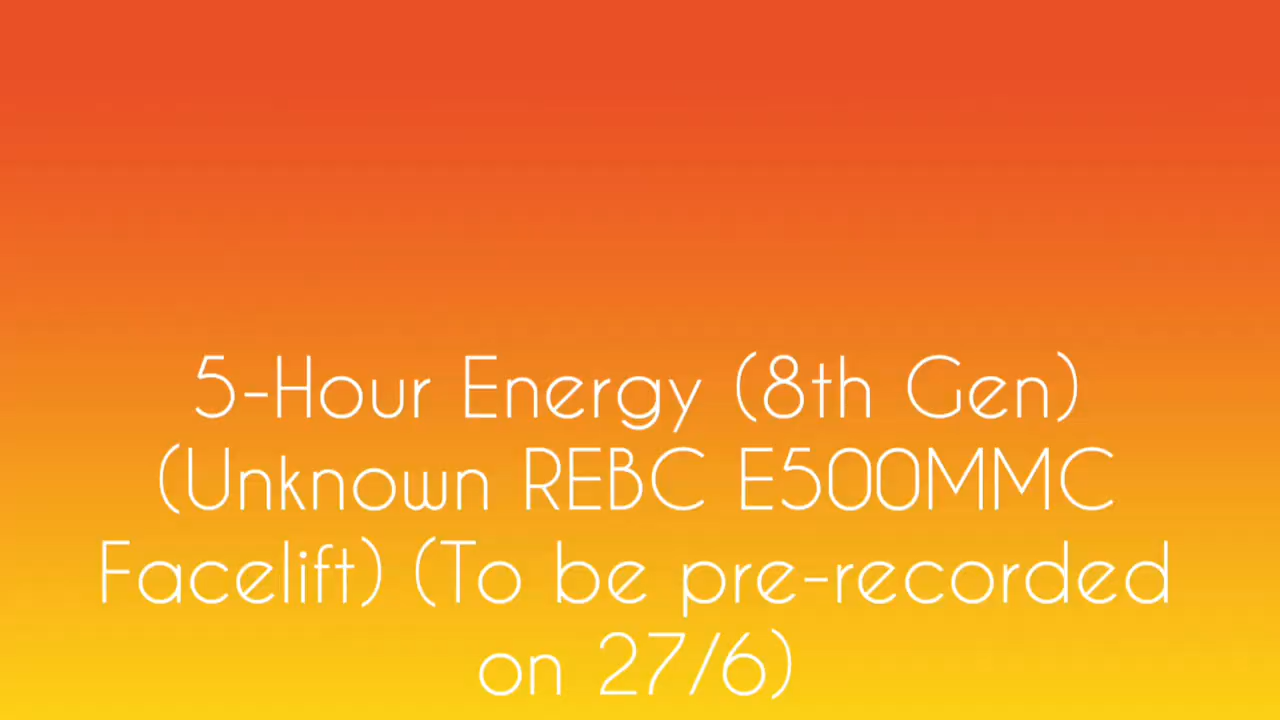 5-Hour Energy (8th Gen)
(Unknown REBC E500MMC
Facelift) (To be pre-recorded
on 27/6)